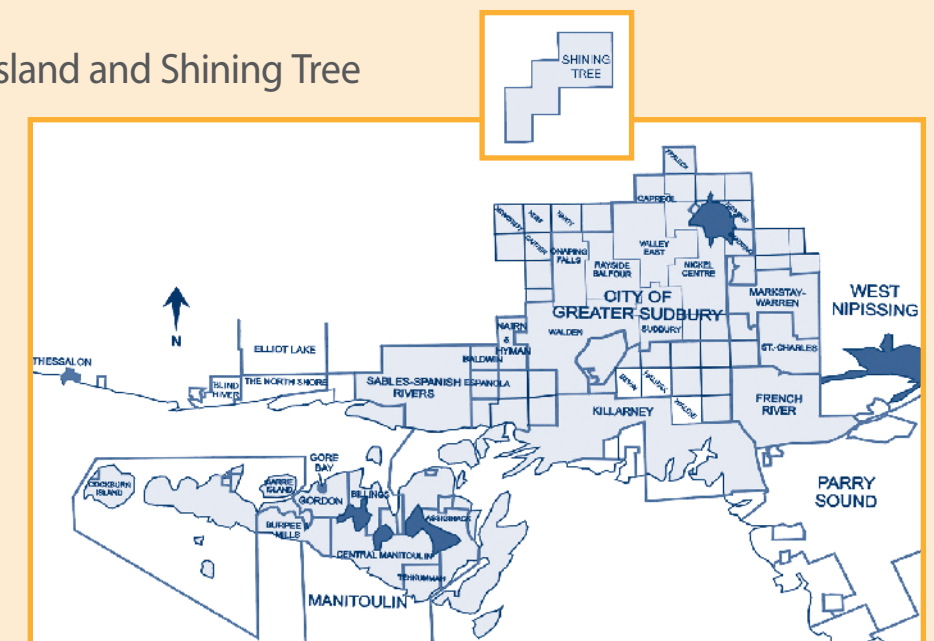 sland and Shining Tree
SHINING
TREE
CAPREOL
VALLEY
EAST
ONAPING
FALLS
RAYSIDE
BALFOUR
NICKEL
CENTRE
CITY OF
GREATER SUDBURY
WALDEN
SUDBURY
MARKSTAY-
WARREN
WEST
NIPISSING
ST.-CHARLES
N
NAIRN
&
HYMAN
ELLIOT LAKE
BALDWIN
THESSALON
BLIND
RIVER
THE NORTH SHORE
SABLES-SPANISH
RIVERS
ESPANOLA
KILLARNEY
FRENCH
RIVER
GORE
BAY
COCKBURN
ISLAND
BARRIE
ISLAND
GORDON
BILLINGS
PARRY
SOUND
BURPEE
MILLS
ASSIGINACK
CENTRAL MANITOULIN
TEHKUMMAH
MANITOULIN